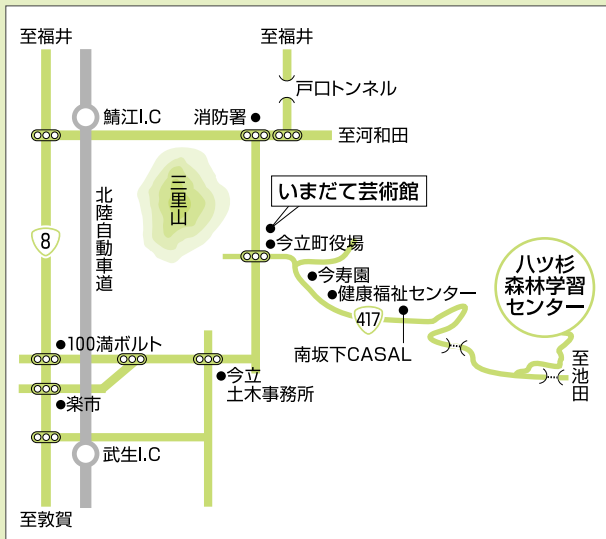 至福井
至福井
戸口トンネル
鯖江I.C
消防署
至河和田
三里山
いまだて芸術館
北陸自動車道
今立町役場
8
八ツ杉
森林学習
センター
今寿園
健康福祉センター
417
100満ボルト
南坂下CASAL
至池田
今立
土木事務所
楽市
武生I.C
至敦賀